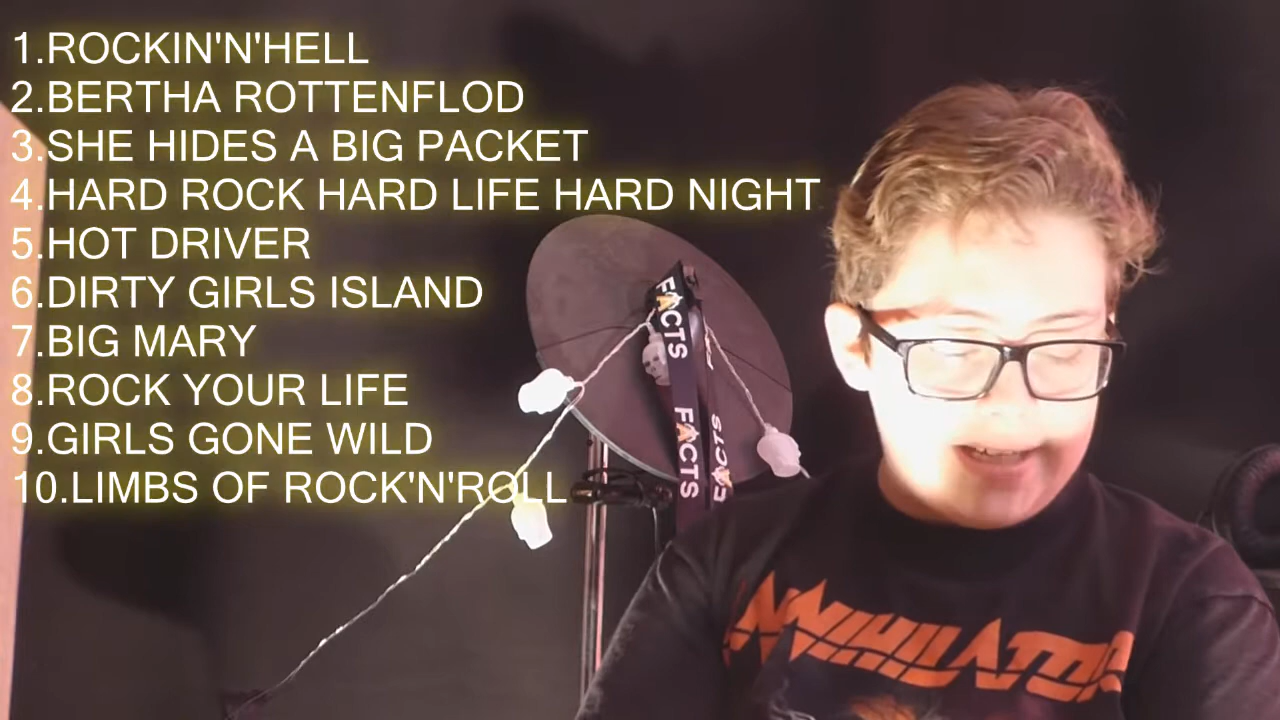 1.ROCKIN'N'HELL
2.BERTHA ROTTENFLOD
3.SHE HIDES A BIG PACKET
4.HARD ROCK HARD LIFE HARD NIGHT
5.HOT DRIVER
6.DIRTY GIRLS ISLAND
7.BIG MARY
8.ROCK YOUR LIFE
9.GIRLS GONE WILD
10.LIMBS OF ROCK'N'ROLL
FACTS
FACTS
FACTS
NNIHILATO